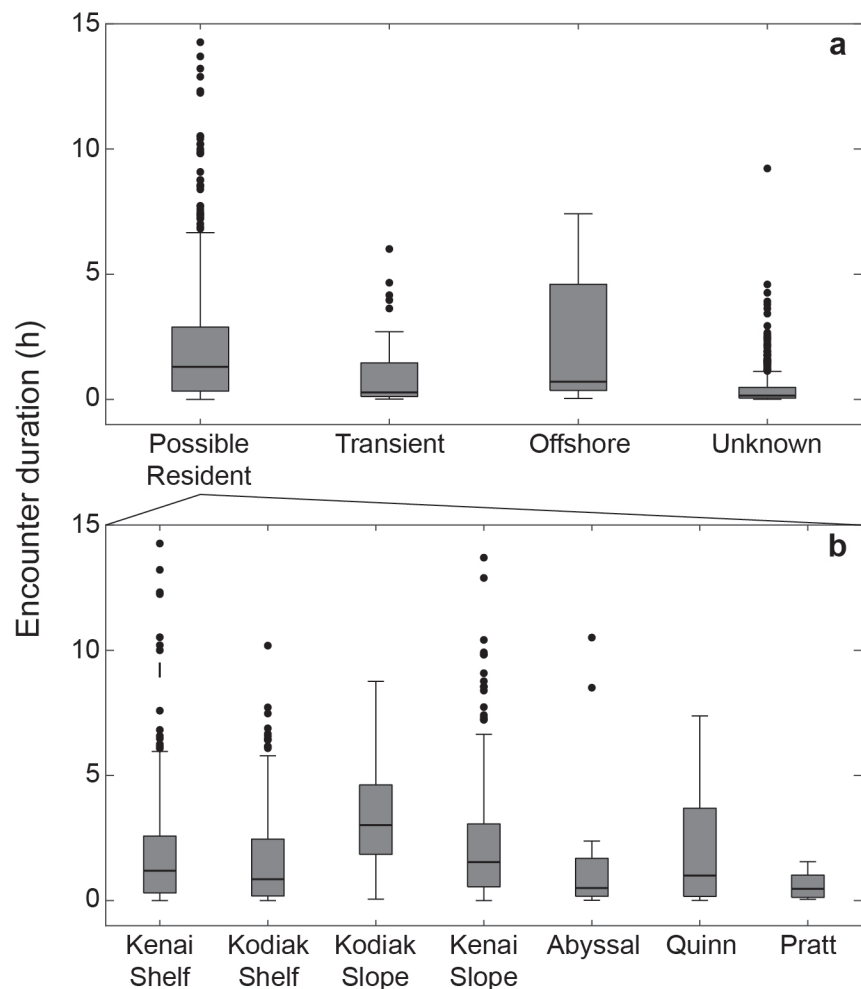 Encounter duration (h)
15
10
5
0
a
Possible
Resident
Transient
Offshore
Unknown
15
10
5
0
b
Kenai
Shelf
Kodiak
Shelf
Kodiak
Slope
Kenai
Slope
Abyssal
Quinn
Pratt